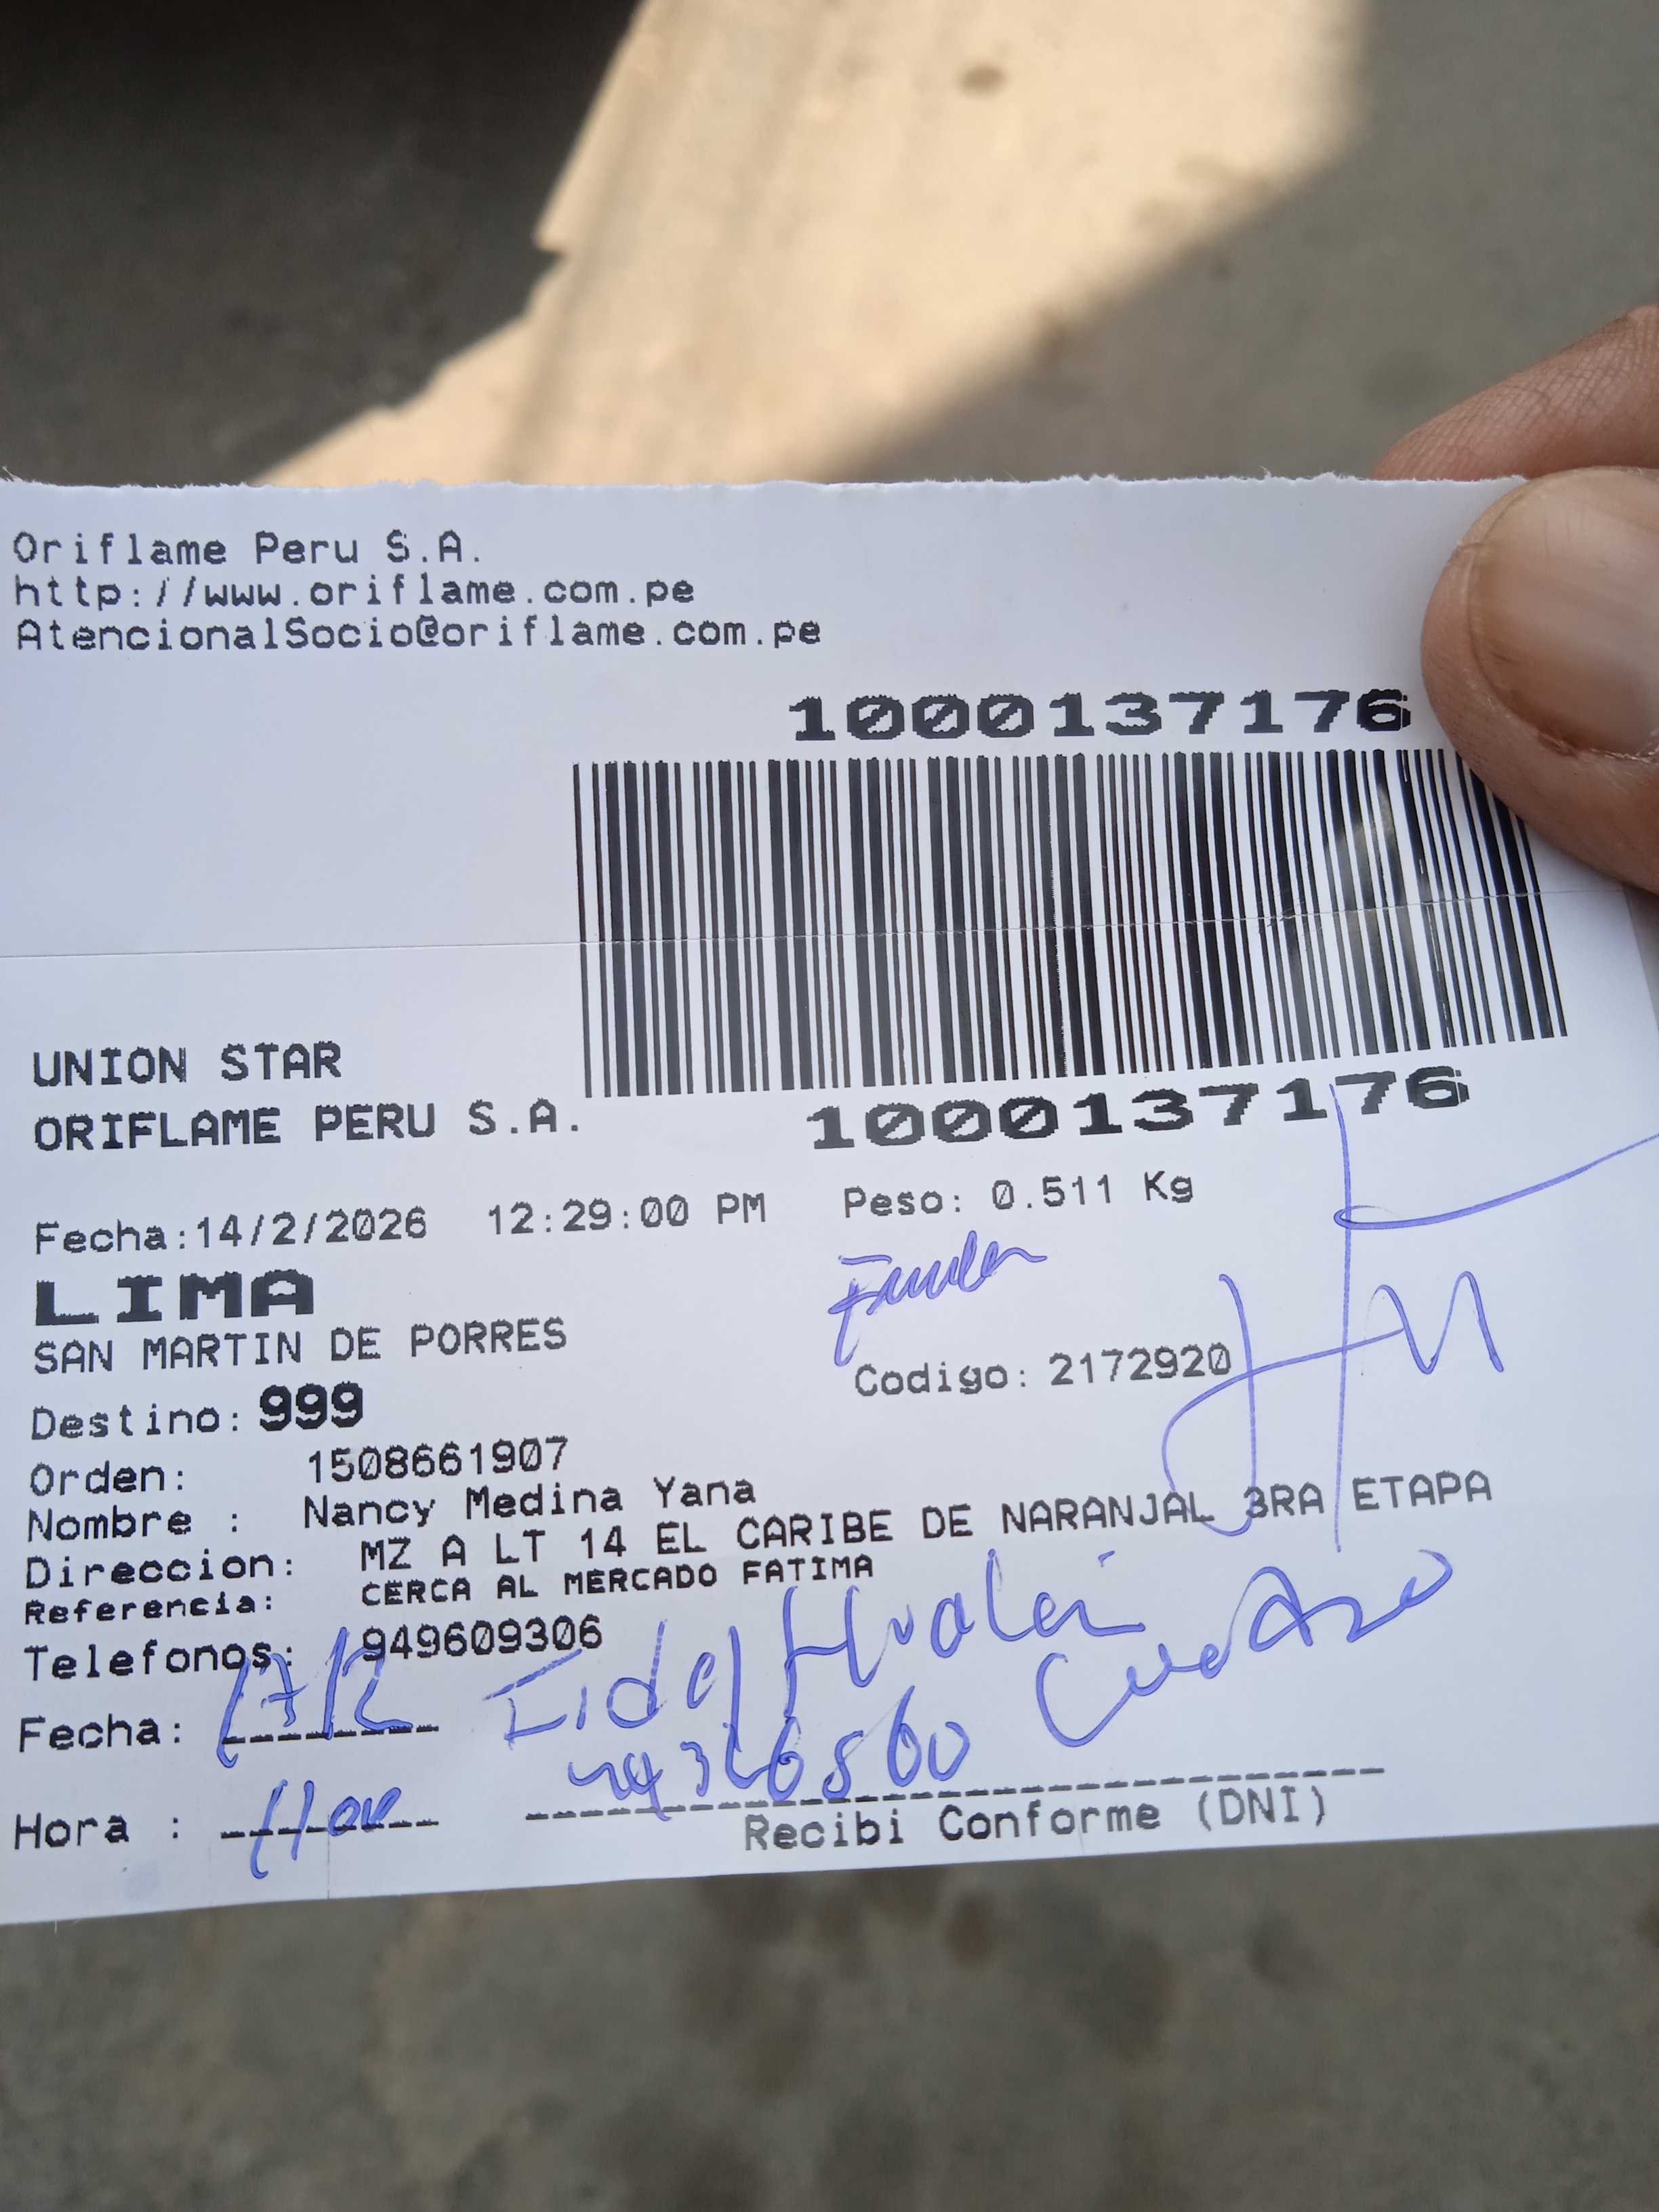 Oriflame Peru S.A.
http://www.oriflame.com.pe
AtencionalSocio@oriflame.com.pe
1000137176
UNION STAR
ORIFLAME PERU S.A.
1000137176
Fecha:14/2/2026 12:29:00 PM Peso: 0.511 Kg
LIMA
SAN MARTIN DE PORRES
Codigo: 2172920
Destino: 999
Orden: 1508661907
Nombre : Nancy Medina Yana
Direccion: MZ A LT 14 EL CARIBE DE NARANJAL 3RA ETAPA
Referencia: CERCA AL MERCADO FATIMA
Telefonos: 949609306
Fecha: 17/2
Hora : 11 00
Recibi Conforme (DNI)